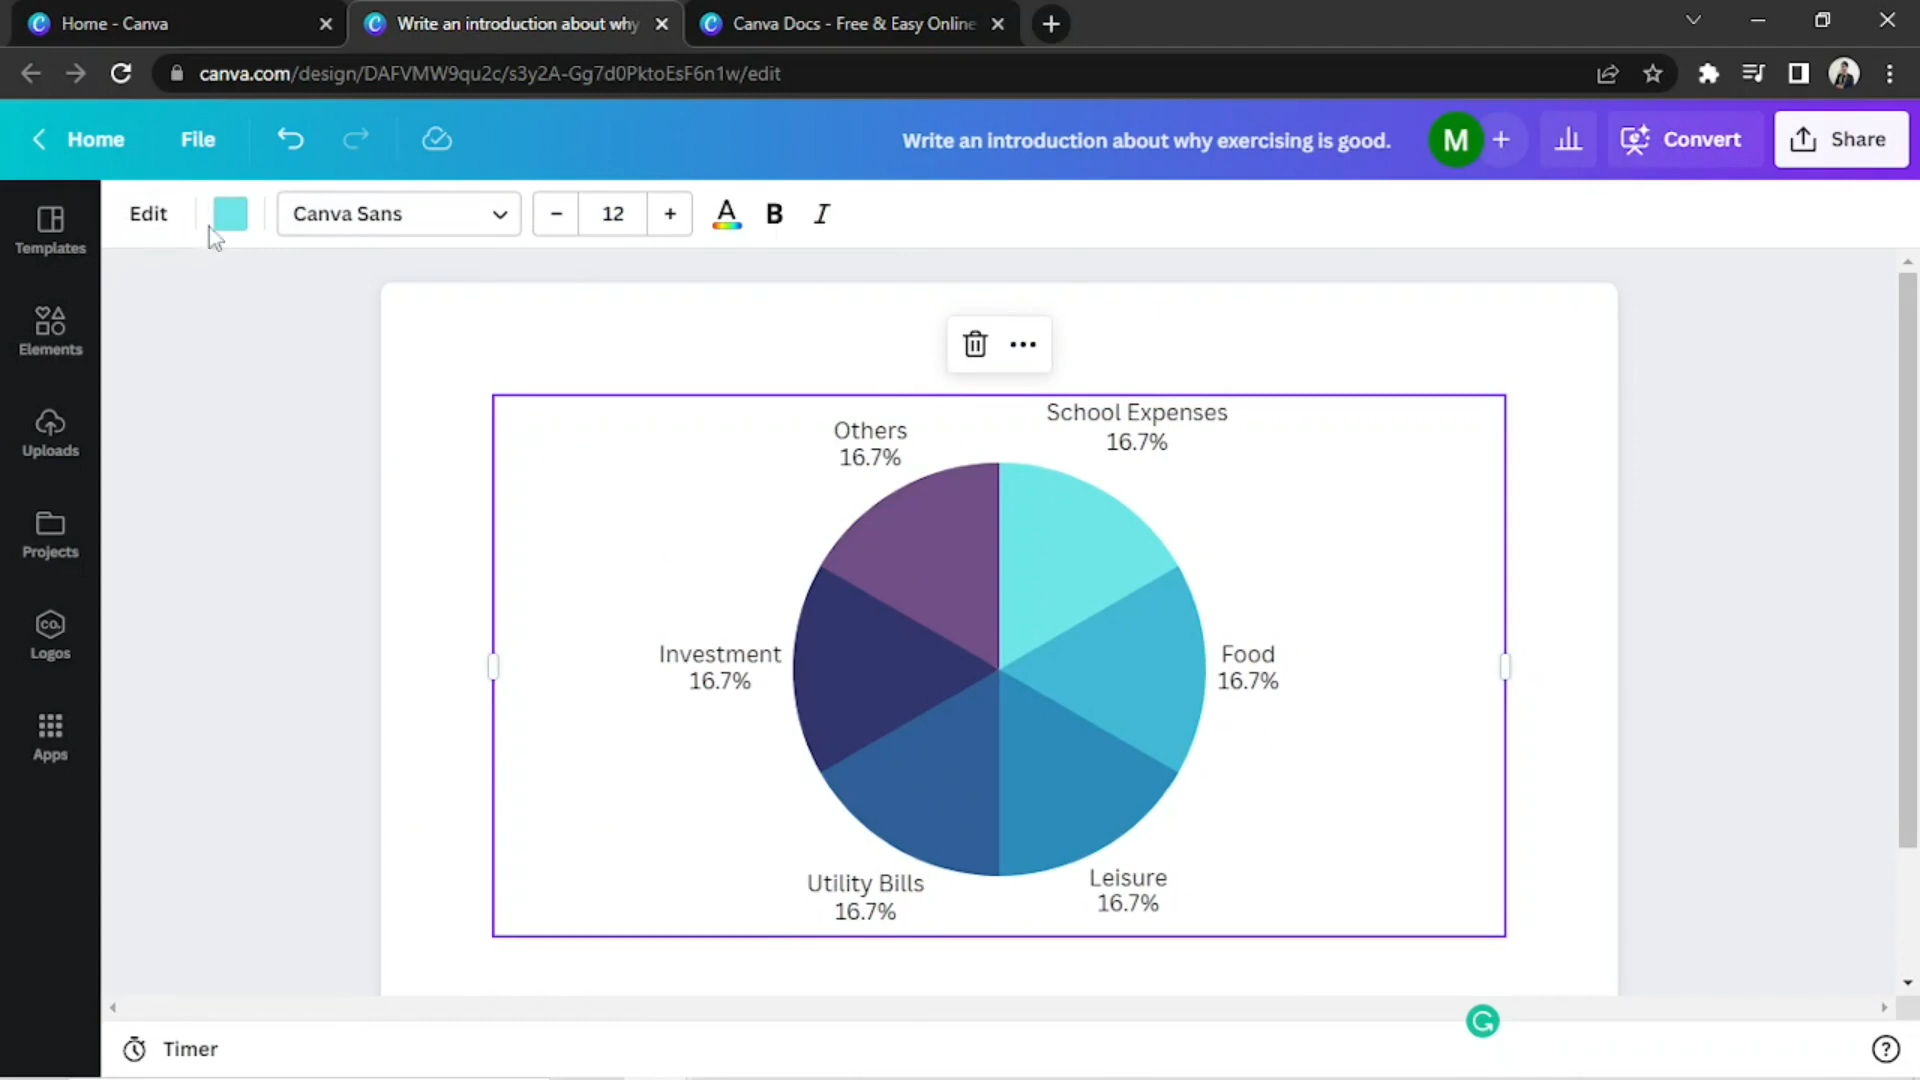 Home - Canva
Write an introduction about why
Canva Docs - Free & Easy Online
canva.com/design/DAFVMW9qu2c/s3y2A-Gg7d0PktoEsF6n1w/edit
Home
File
Write an introduction about why exercising is good.
M
Convert
Share
Edit
Canva Sans
12
A
B
I
Templates
Elements
Uploads
Projects
CO.
Logos
Apps
School Expenses
16.7%
Others
16.7%
Investment
16.7%
Food
16.7%
Utility Bills
16.7%
Leisure
16.7%
Timer